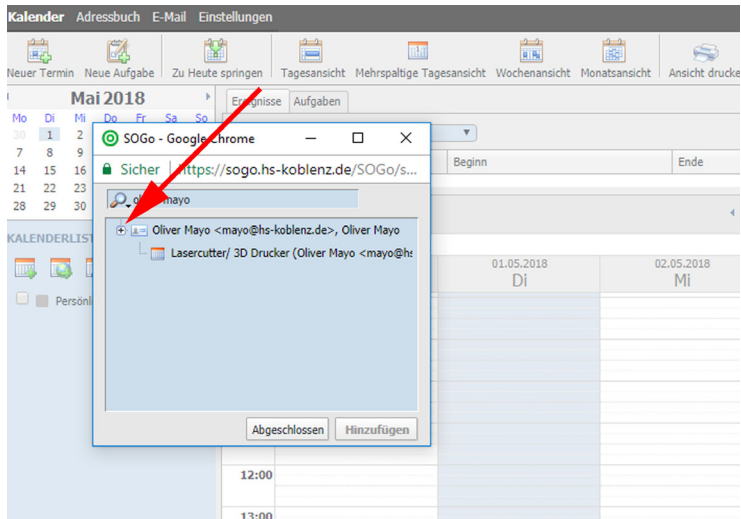 Kalender Adressbuch E-Mail Einstellungen
Neuer Termin Neue Aufgabe Zu Heute springen Tagesansicht Mehrspaltige Tagesansicht Wochenansicht Monatsansicht Ansicht drucke
Mai 2018
Mo Di Mi Do Fr Sa So
30 1 2
7 8 9
14 15 16
21 22 23
28 29 30
Ereignisse Aufgaben
Beginn Ende
KALENDERLIST
Persönl
SOGo - Google Chrome
Sicher https://sogo.hs-koblenz.de/SOGo/s...
mayo
Oliver Mayo <mayo@hs-koblenz.de>, Oliver Mayo
Lasercutter/ 3D Drucker (Oliver Mayo <mayo@hs
Abgeschlossen Hinzufügen
01.05.2018 02.05.2018
Di Mi
12:00
13:00